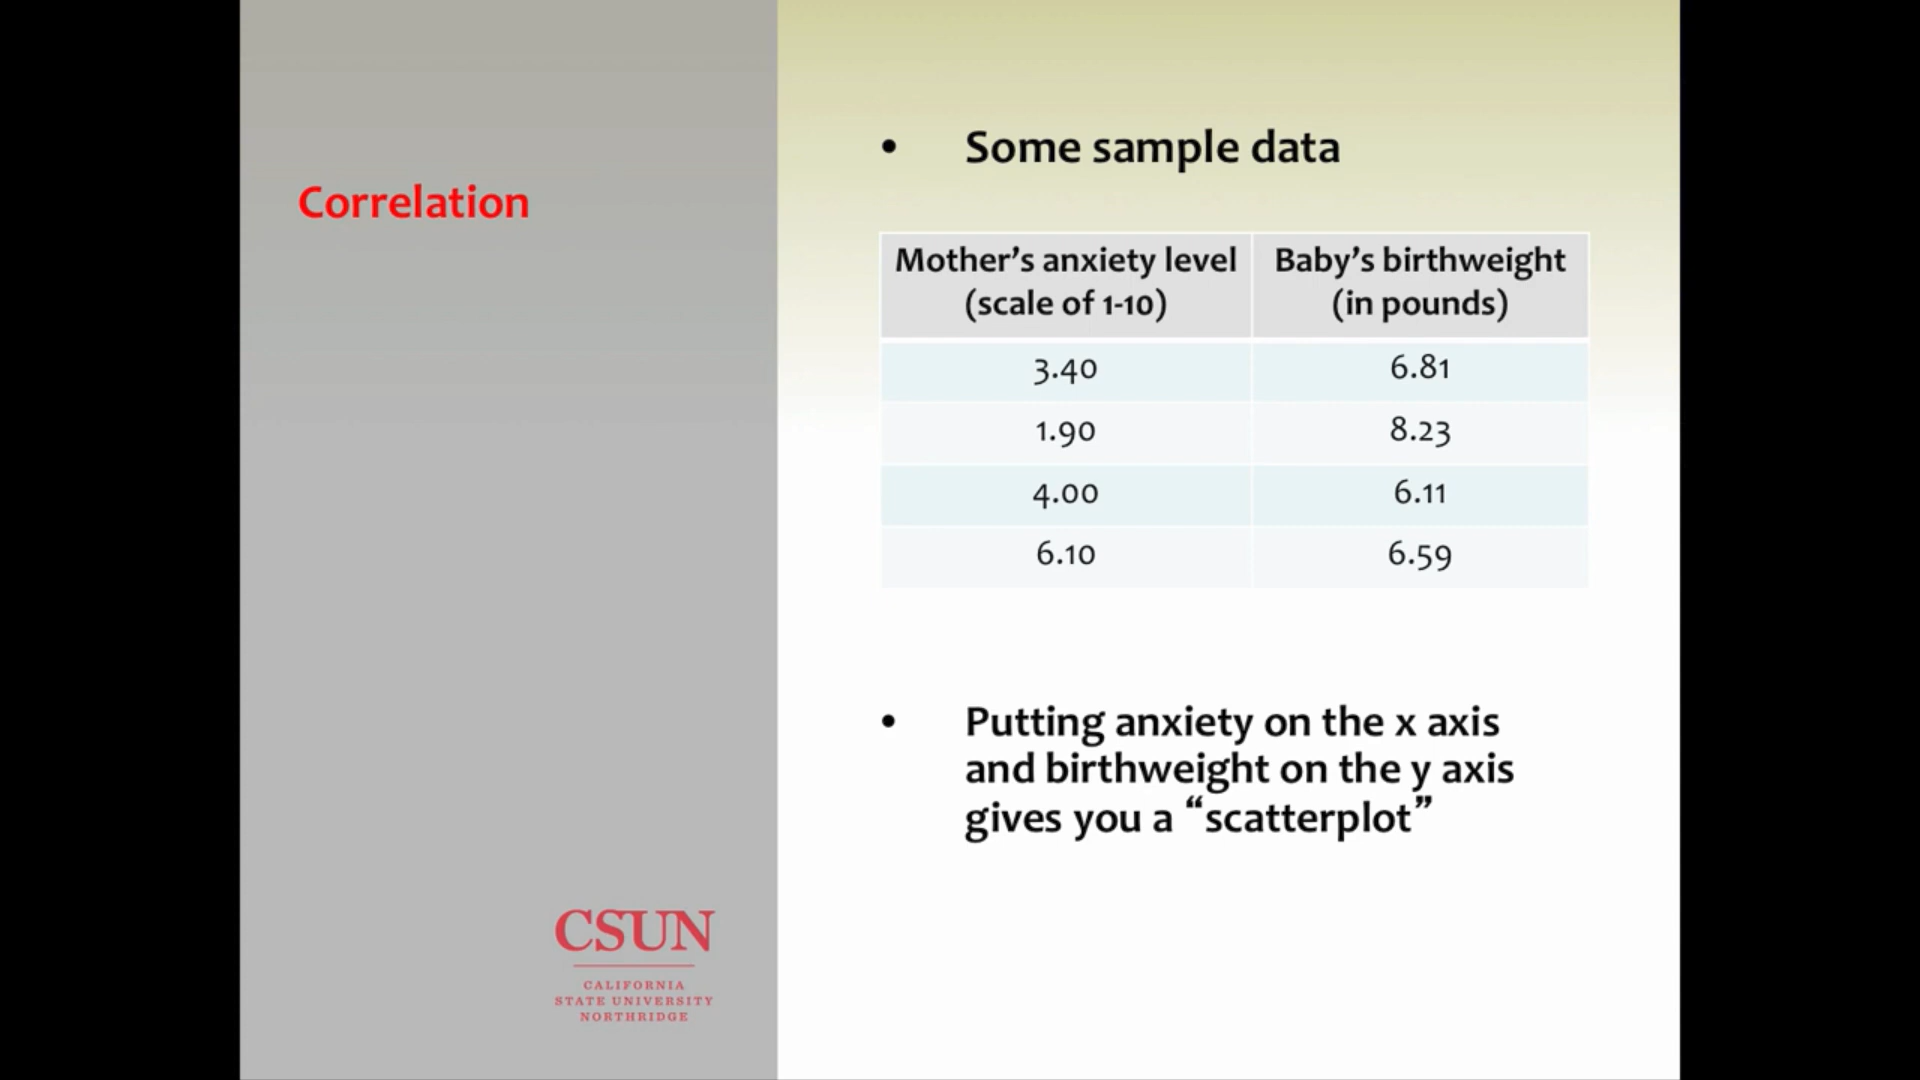 Correlation
• Some sample data
Mother’s anxiety level
(scale of 1-10)
Baby’s birthweight
(in pounds)
3.40 6.81
1.90 8.23
4.00 6.11
6.10 6.59
• Putting anxiety on the x axis
and birthweight on the y axis
gives you a “scatterplot”
CSUN
CALIFORNIA
STATE UNIVERSITY
NORTHRIDGE